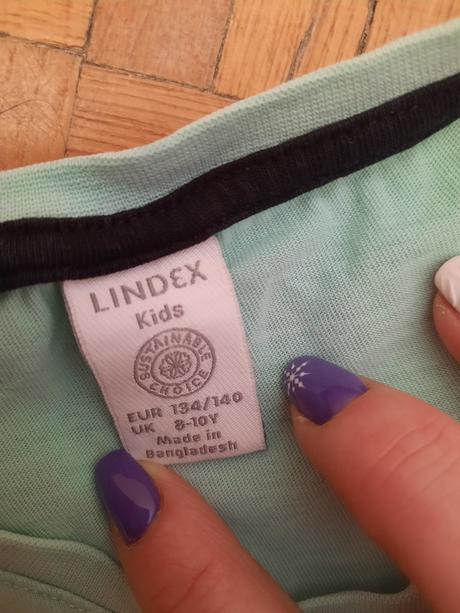 LINDEX
Kids
SUSTAINABLE
CHOICE
EUR 134/140
UK 8-10Y
Made in
Bangladesh